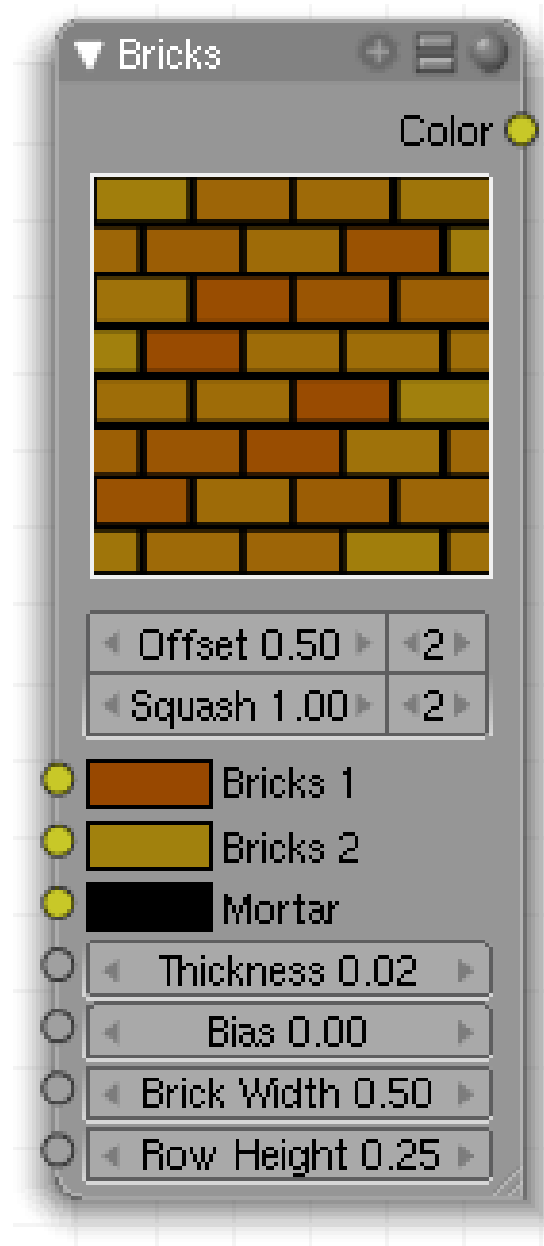 Bricks
Color
Offset 0.50 2
Squash 1.00 2
Bricks 1
Bricks 2
Mortar
Thickness 0.02
Bias 0.00
Brick Width 0.50
Row Height 0.25